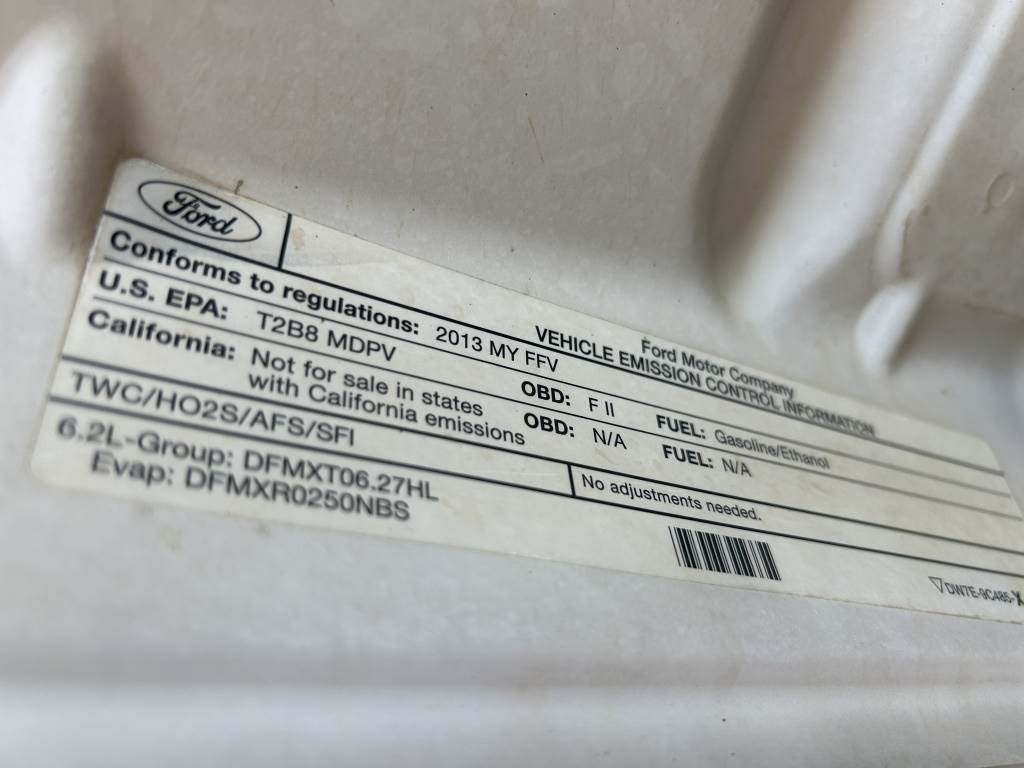 Ford
Ford Motor Company
VEHICLE EMISSION CONTROL INFORMATION
Conforms to regulations: 2013 MY FFV
U.S. EPA: T2B8 MDPV OBD: F II FUEL: Gasoline/Ethanol
California: Not for sale in states with California emissions OBD: N/A FUEL: N/A
TWC/HO2S/AFS/SFI No adjustments needed.
6.2L-Group: DFMXT06.27HL
Evap: DFMXR0250NBS
DW7E-9C485-X